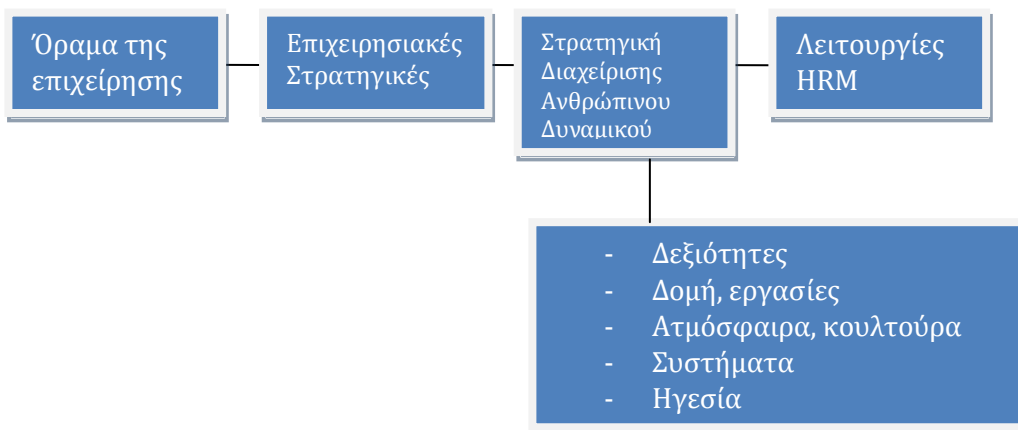 Όραμα της
επιχείρησης
Επιχειρησιακές
Στρατηγικές
Στρατηγική
Διαχείρισης
Ανθρώπινου
Δυναμικού
Λειτουργίες
HRM
- Δεξιότητες
- Δομή, εργασίες
- Ατμόσφαιρα, κουλτούρα
- Συστήματα
- Ηγεσία